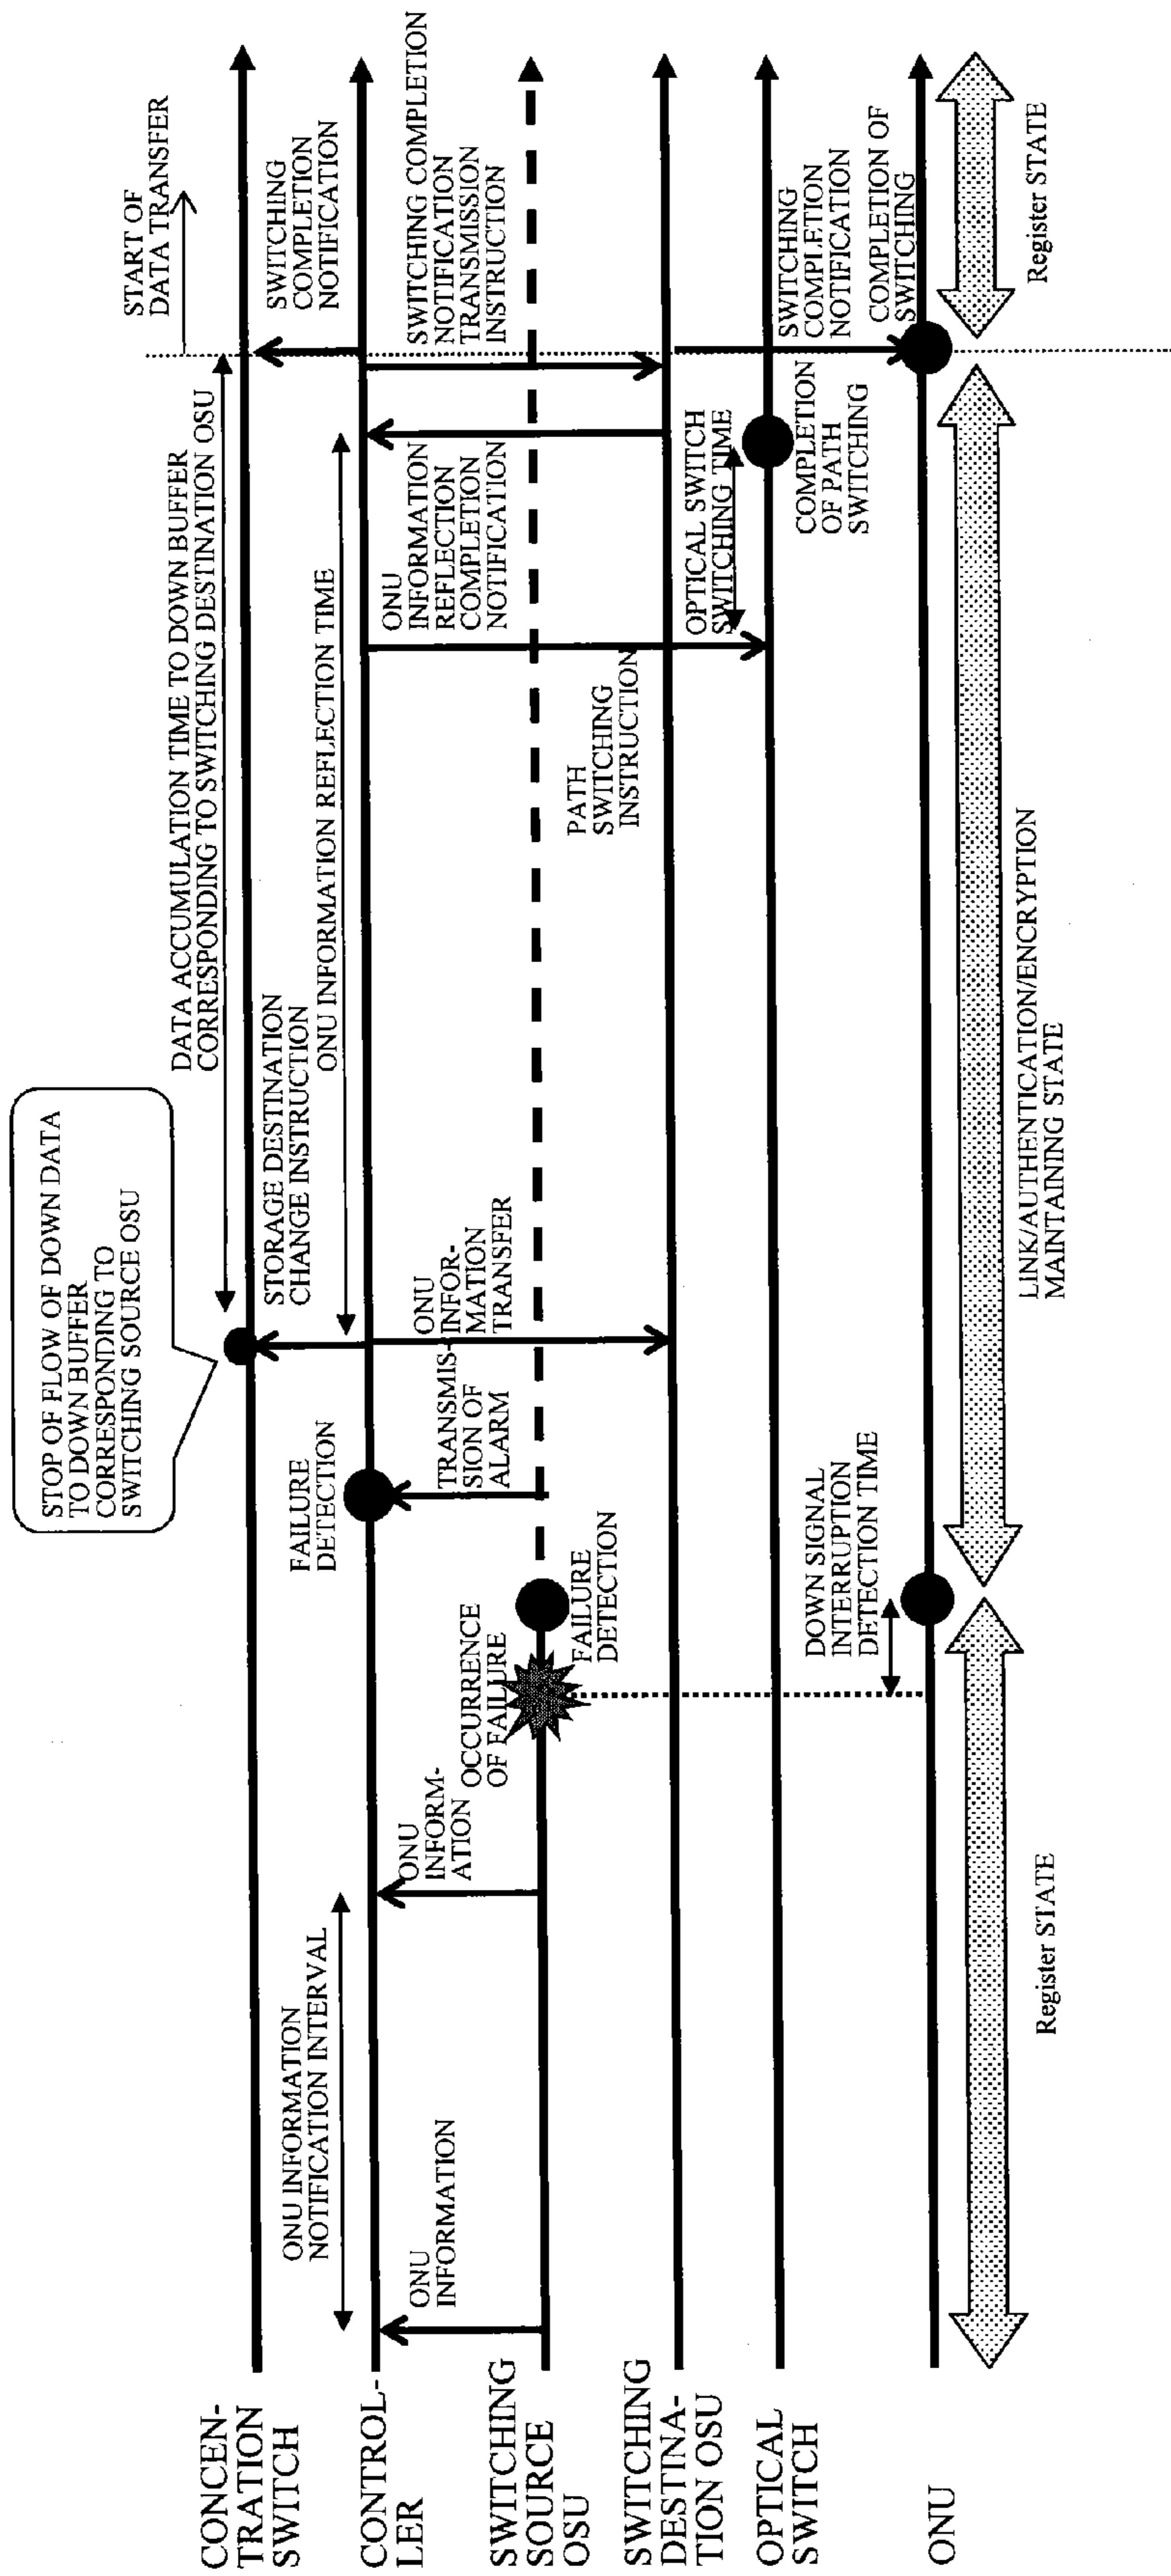 CONCEN-
TRATION
SWITCH
CONTROL-
LER
SWITCHING
SOURCE
OSU
SWITCHING
DESTINA-
TION OSU
OPTICAL
SWITCH
ONU
STOP OF FLOW OF DOWN DATA
TO DOWN BUFFER
CORRESPONDING TO
SWITCHING SOURCE OSU
DATA ACCUMULATION TIME TO DOWN BUFFER
CORRESPONDING TO SWITCHING DESTINATION OSU
START OF
DATA TRANSFER
ONU INFORMATION
NOTIFICATION INTERVAL
FAILURE
DETECTION
STORAGE DESTINATION
CHANGE INSTRUCTION
ONU INFORMATION REFLECTION TIME
SWITCHING
COMPLETION
NOTIFICATION
ONU
INFORMATION
ONU
INFORM-
ATION
OCCURRENCE
OF FAILURE
TRANSMIS-
SION OF
ALARM
ONU
INFOR-
MATION
TRANSFER
ONU
INFORMATION
REFLECTION
COMPLETION
NOTIFICATION
SWITCHING COMPLETION
NOTIFICATION
TRANSMISSION
INSTRUCTION
FAILURE
DETECTION
PATH
SWITCHING
INSTRUCTION
OPTICAL SWITCH
SWITCHING TIME
DOWN SIGNAL
INTERRUPTION
DETECTION TIME
COMPLETION
OF PATH
SWITCHING
SWITCHING
COMPLETION
NOTIFICATION
COMPLETION OF
SWITCHING
Register STATE
LINK/AUTHENTICATION/ENCRYPTION
MAINTAINING STATE
Register STATE